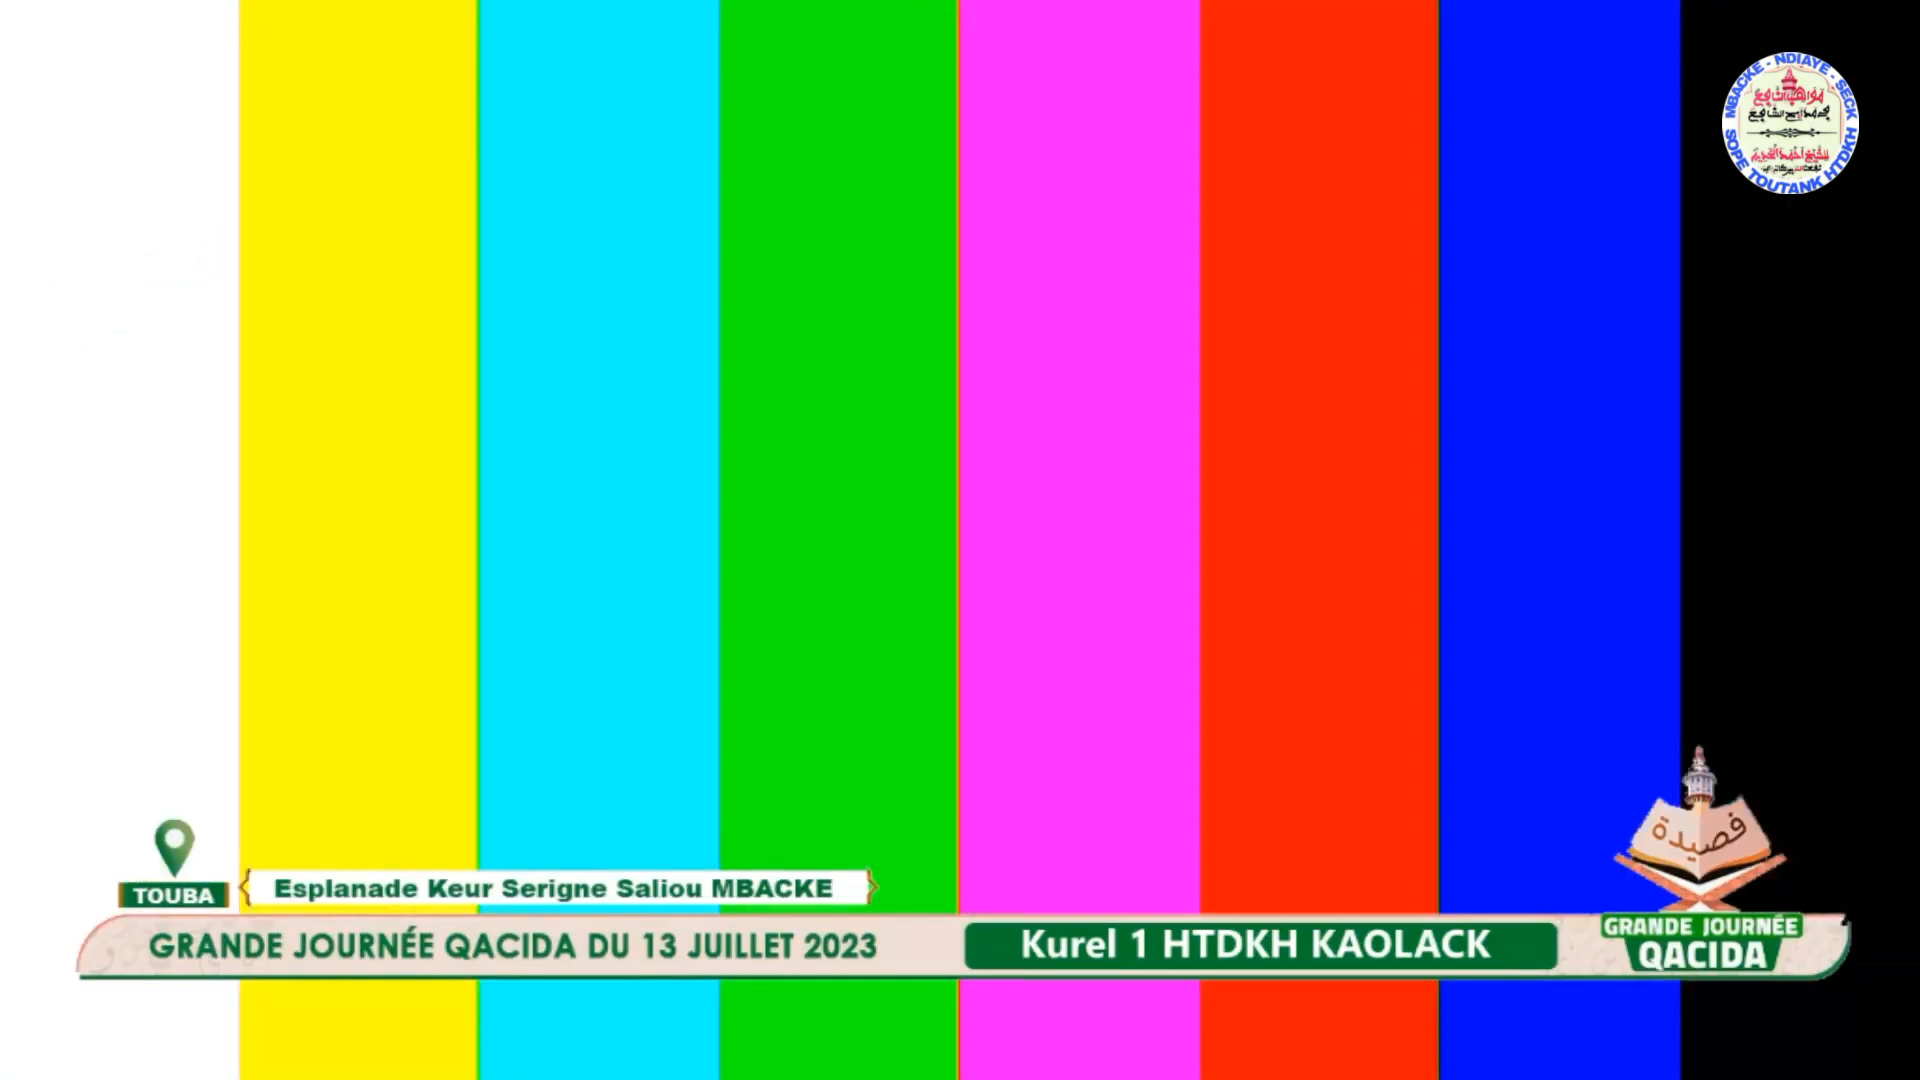 MBACKE - NDIAYE - SECK
SOPE TOUTANK HTDKH
TOUBA
Esplanade Keur Serigne Saliou MBACKE
GRANDE JOURNÉE QACIDA DU 13 JUILLET 2023
Kurel 1 HTDKH KAOLACK
قصيدة
GRANDE JOURNÉE
QACIDA